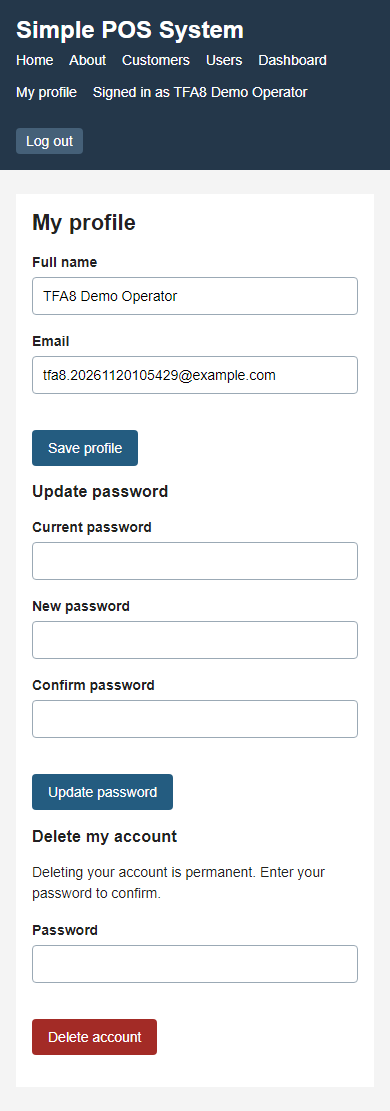 Simple POS System
Home About Customers Users Dashboard
My profile Signed in as TFA8 Demo Operator
Log out
My profile
Full name
TFA8 Demo Operator
Email
tfa8.20261120105429@example.com
Save profile
Update password
Current password
New password
Confirm password
Update password
Delete my account
Deleting your account is permanent. Enter your
password to confirm.
Password
Delete account